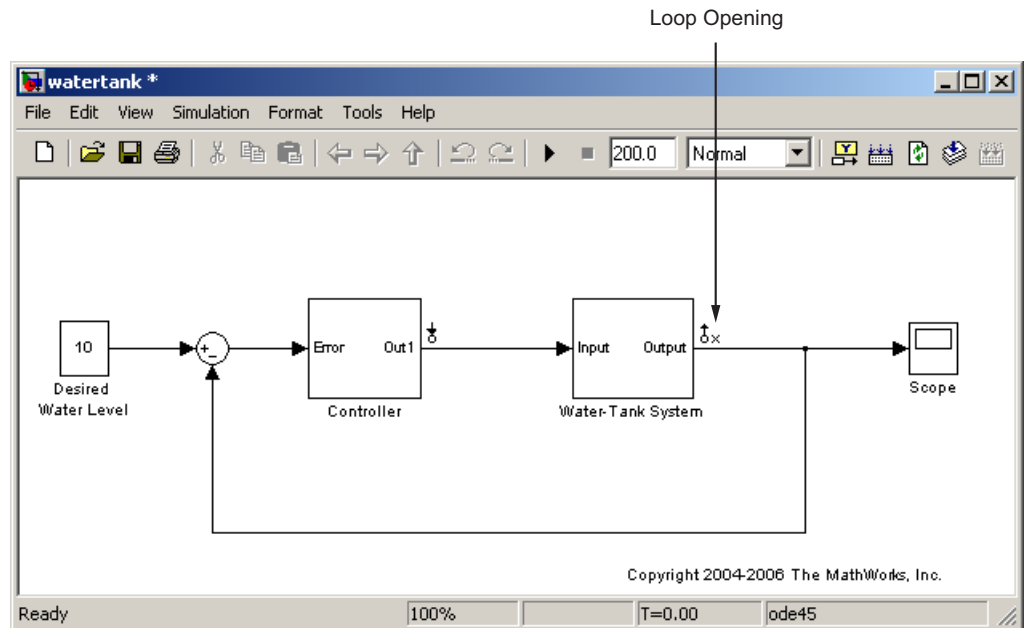 Loop Opening
watertank *
File Edit View Simulation Format Tools Help
200.0 Normal
10
Desired
Water Level
+
-
Error Out1
Controller
Input Output
Water-Tank System
x
Scope
Copyright 2004-2006 The MathWorks, Inc.
Ready 100% T=0.00 ode45